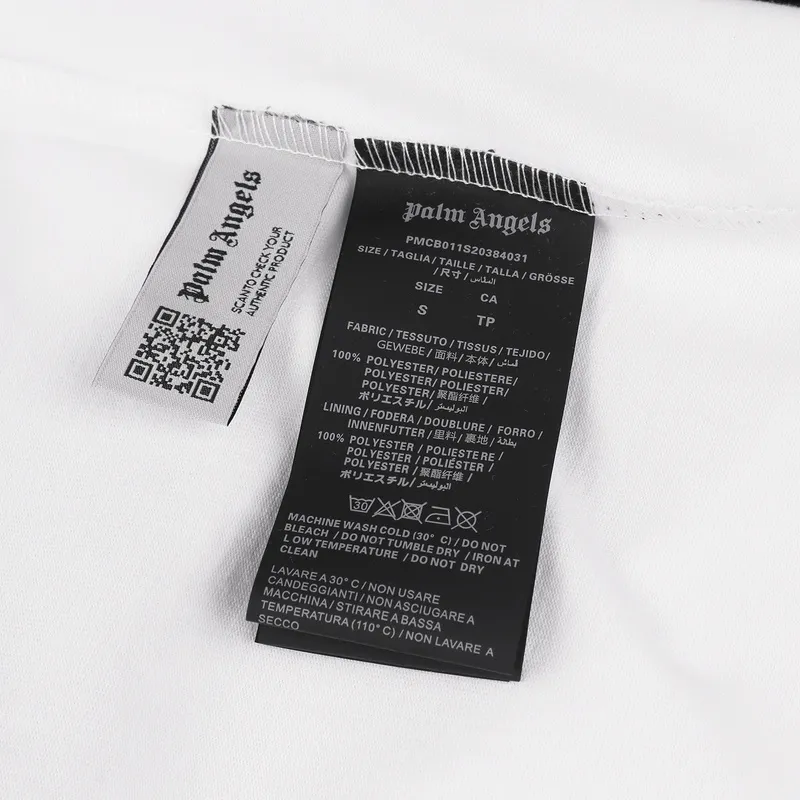 Palm Angels
SCAN TO CHECK YOUR
AUTHENTIC PRODUCT
Palm Angels
PMCB011S20384031
SIZE / TAGLIA / TAILLE / TALLA / GRÖSSE
/ 尺寸 / المقاس
SIZE CA
S TP
FABRIC / TESSUTO / TISSUS / TEJIDO/
GEWEBE / 面料 / 本体 / قماش
100% POLYESTER / POLIESTERE/
POLYESTER / POLIESTER/
POLYESTER / 聚酯纤维 /
ポリエスチル / البوليستر
LINING / FODERA / DOUBLURE / FORRO /
INNENFUTTER / 里料 / 裏地 / بطانة
100% POLYESTER / POLIESTERE /
POLYESTER / POLIÉSTER /
POLYESTER / 聚酯纤维 /
ポリエスチル / البوليستر
30
MACHINE WASH COLD (30° C) / DO NOT
BLEACH / DO NOT TUMBLE DRY / IRON AT
LOW TEMPERATURE / DO NOT DRY
CLEAN
LAVARE A 30° C / NON USARE
CANDEGGIANTI / NON ASCIUGARE A
MACCHINA / STIRARE A BASSA
TEMPERATURA (110° C) / NON LAVARE A
SECCO